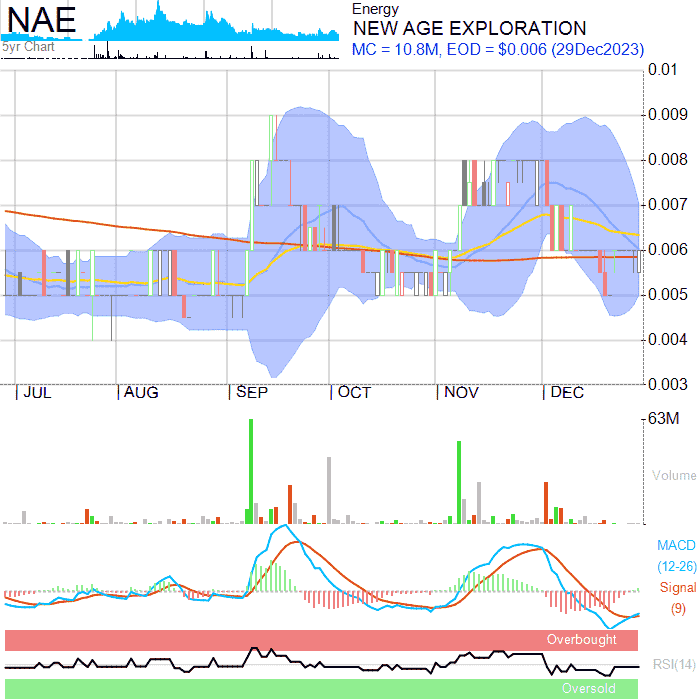 NAE
5yr Chart
Energy
NEW AGE EXPLORATION
MC = 10.8M, EOD = $0.006 (29Dec2023)
0.01
0.009
0.008
0.007
0.006
0.005
0.004
0.003
JUL AUG SEP OCT NOV DEC
63M
Volume
MACD
(12-26)
Signal
(9)
Overbought
RSI(14)
Oversold